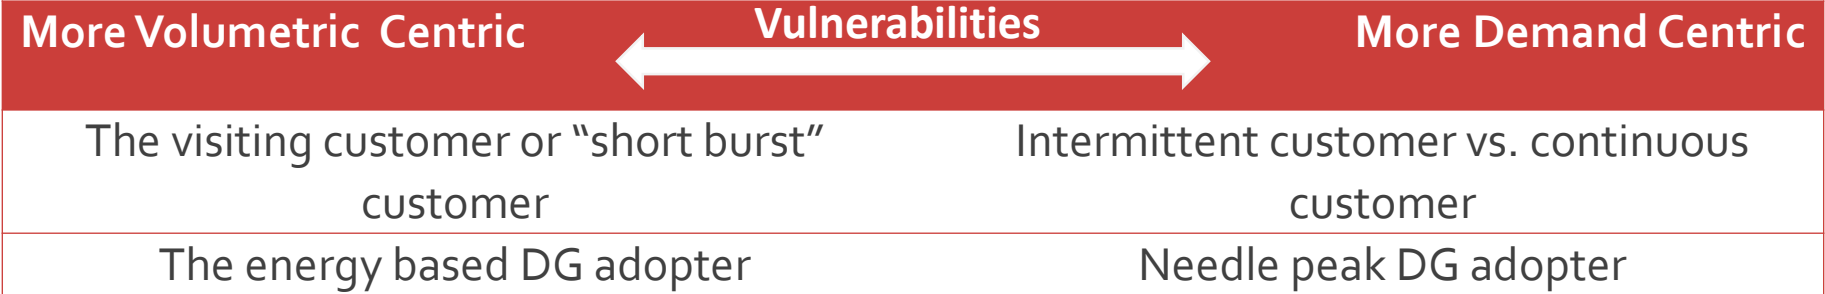 More Volumetric Centric
Vulnerabilities
More Demand Centric
The visiting customer or “short burst”
customer
Intermittent customer vs. continuous
customer
The energy based DG adopter
Needle peak DG adopter